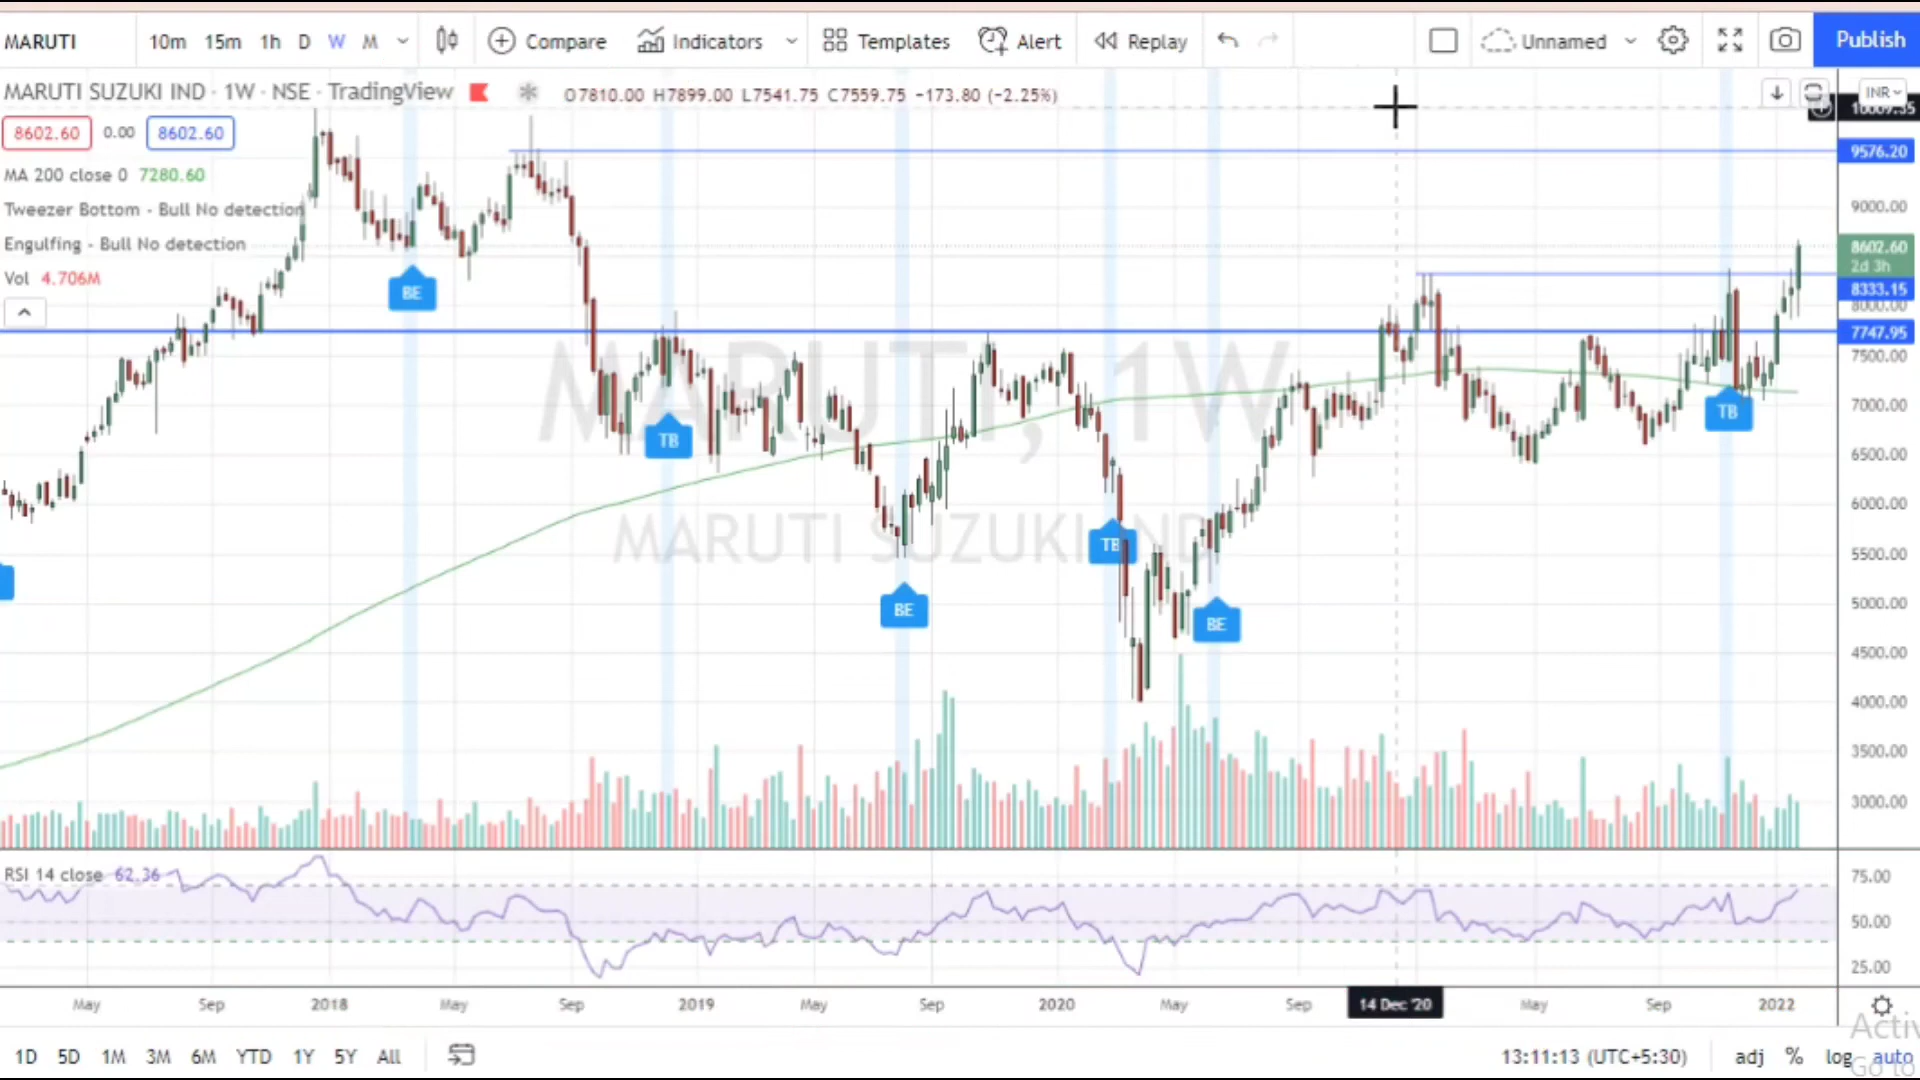 MARUTI 10m 15m 1h D W M Compare Indicators Templates Alert Replay Unnamed Publish
MARUTI SUZUKI IND · 1W · NSE · TradingView O7810.00 H7899.00 L7541.75 C7559.75 −173.80 (−2.25%) INR
10009.35
8602.60 0.00 8602.60
9576.20
MA 200 close 0 7280.60
Tweezer Bottom - Bull No detection
9000.00
Engulfing - Bull No detection
8602.60
2d 3h
Vol 4.706M
8333.15
8000.00
7747.95
7500.00
7000.00
6500.00
6000.00
5500.00
5000.00
4500.00
4000.00
3500.00
3000.00
MARUTI, 1W
MARUTI SUZUKI IND
BE
TB
BE
TB
BE
TB
RSI 14 close 62.36
75.00
50.00
25.00
May Sep 2018 May Sep 2019 May Sep 2020 May Sep 14 Dec '20 May Sep 2022
1D 5D 1M 3M 6M YTD 1Y 5Y All 13:11:13 (UTC+5:30) adj % log auto
Activ
Go to